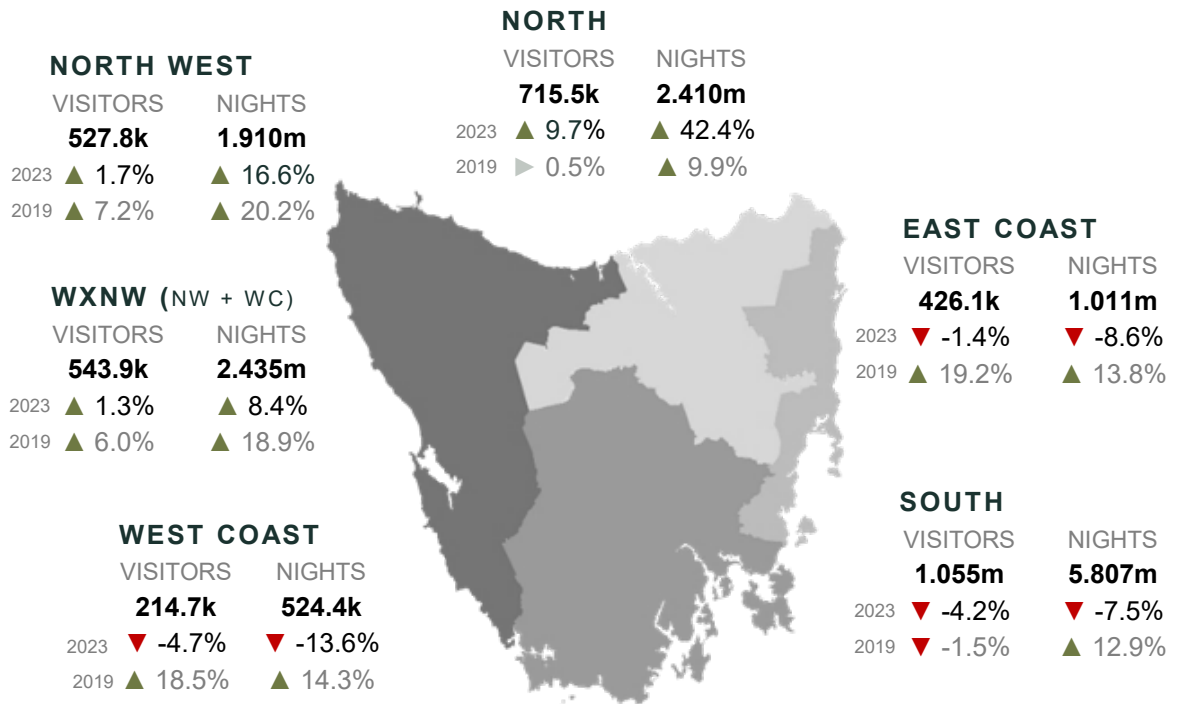 NORTH
VISITORS NIGHTS
715.5k 2.410m
2023 ▲ 9.7% ▲ 42.4%
2019 ▶ 0.5% ▲ 9.9%
NORTH WEST
VISITORS NIGHTS
527.8k 1.910m
2023 ▲ 1.7% ▲ 16.6%
2019 ▲ 7.2% ▲ 20.2%
EAST COAST
VISITORS NIGHTS
426.1k 1.011m
2023 ▼ -1.4% ▼ -8.6%
2019 ▲ 19.2% ▲ 13.8%
WXNW (NW + WC)
VISITORS NIGHTS
543.9k 2.435m
2023 ▲ 1.3% ▲ 8.4%
2019 ▲ 6.0% ▲ 18.9%
SOUTH
VISITORS NIGHTS
1.055m 5.807m
2023 ▼ -4.2% ▼ -7.5%
2019 ▼ -1.5% ▲ 12.9%
WEST COAST
VISITORS NIGHTS
214.7k 524.4k
2023 ▼ -4.7% ▼ -13.6%
2019 ▲ 18.5% ▲ 14.3%